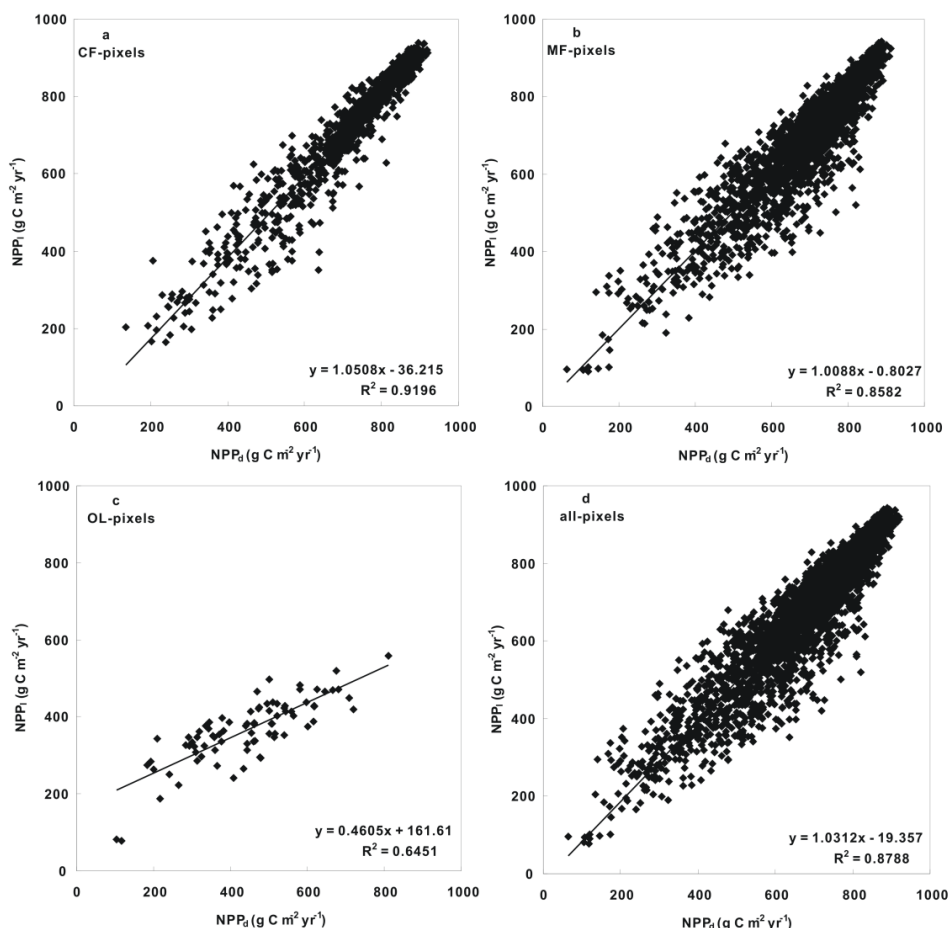 a
CF-pixels
1000
800
600
400
200
0
NPPl (g C m-2 yr-1)
y = 1.0508x - 36.215
R2 = 0.9196
0 200 400 600 800 1000
NPPd (g C m-2 yr-1)
b
MF-pixels
1000
800
600
400
200
0
NPPl (g C m-2 yr-1)
y = 1.0088x - 0.8027
R2 = 0.8582
0 200 400 600 800 1000
NPPd (g C m-2 yr-1)
c
OL-pixels
1000
800
600
400
200
0
NPPl (g C m-2 yr-1)
y = 0.4605x + 161.61
R2 = 0.6451
0 200 400 600 800 1000
NPPd (g C m-2 yr-1)
d
all-pixels
1000
800
600
400
200
0
NPPl (g C m-2 yr-1)
y = 1.0312x - 19.357
R2 = 0.8788
0 200 400 600 800 1000
NPPd (g C m-2 yr-1)